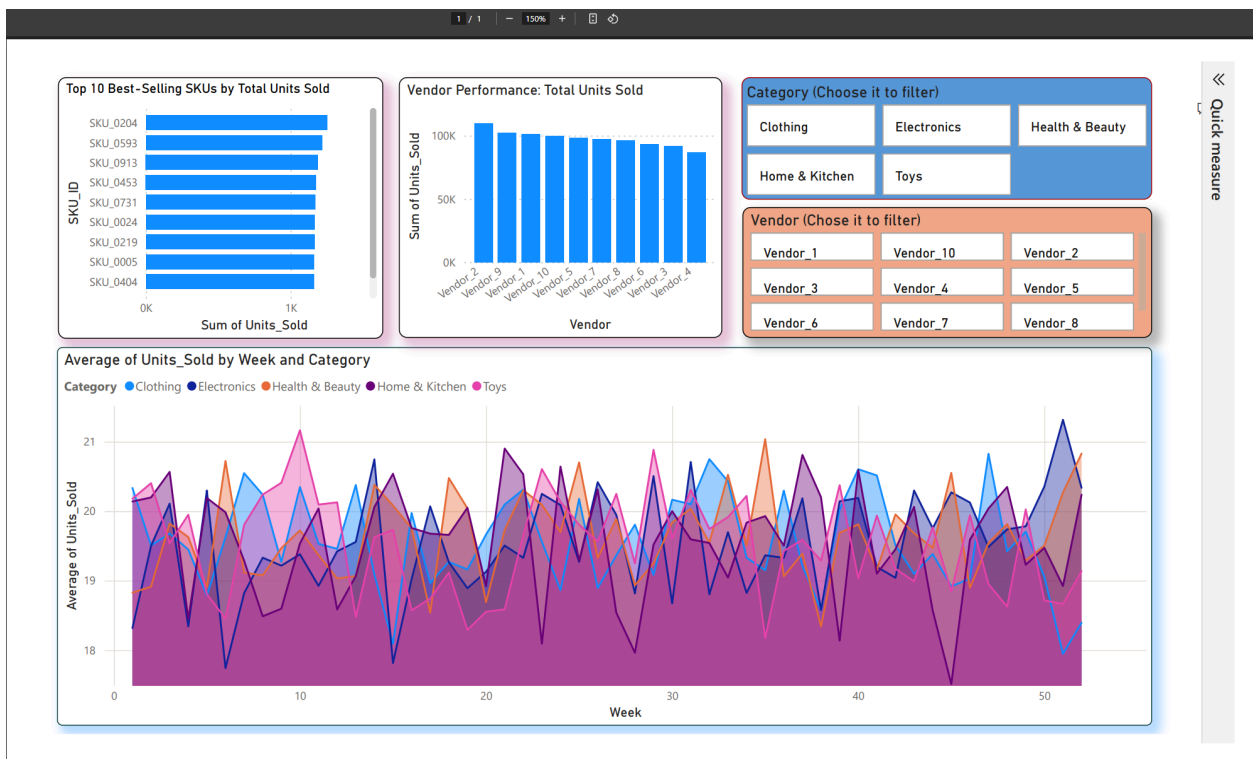 1 / 1 − 150% +
Quick measure
Top 10 Best-Selling SKUs by Total Units Sold
SKU_ID
SKU_0204
SKU_0593
SKU_0913
SKU_0453
SKU_0731
SKU_0024
SKU_0219
SKU_0005
SKU_0404
0K 1K
Sum of Units_Sold
Vendor Performance: Total Units Sold
Sum of Units_Sold
100K
50K
0K
Vendor_2 Vendor_9 Vendor_1 Vendor_10 Vendor_5 Vendor_7 Vendor_8 Vendor_6 Vendor_3 Vendor_4
Vendor
Category (Choose it to filter)
Clothing Electronics Health & Beauty
Home & Kitchen Toys
Vendor (Chose it to filter)
Vendor_1 Vendor_10 Vendor_2
Vendor_3 Vendor_4 Vendor_5
Vendor_6 Vendor_7 Vendor_8
Average of Units_Sold by Week and Category
Category Clothing Electronics Health & Beauty Home & Kitchen Toys
Average of Units_Sold
21
20
19
18
0 10 20 30 40 50
Week